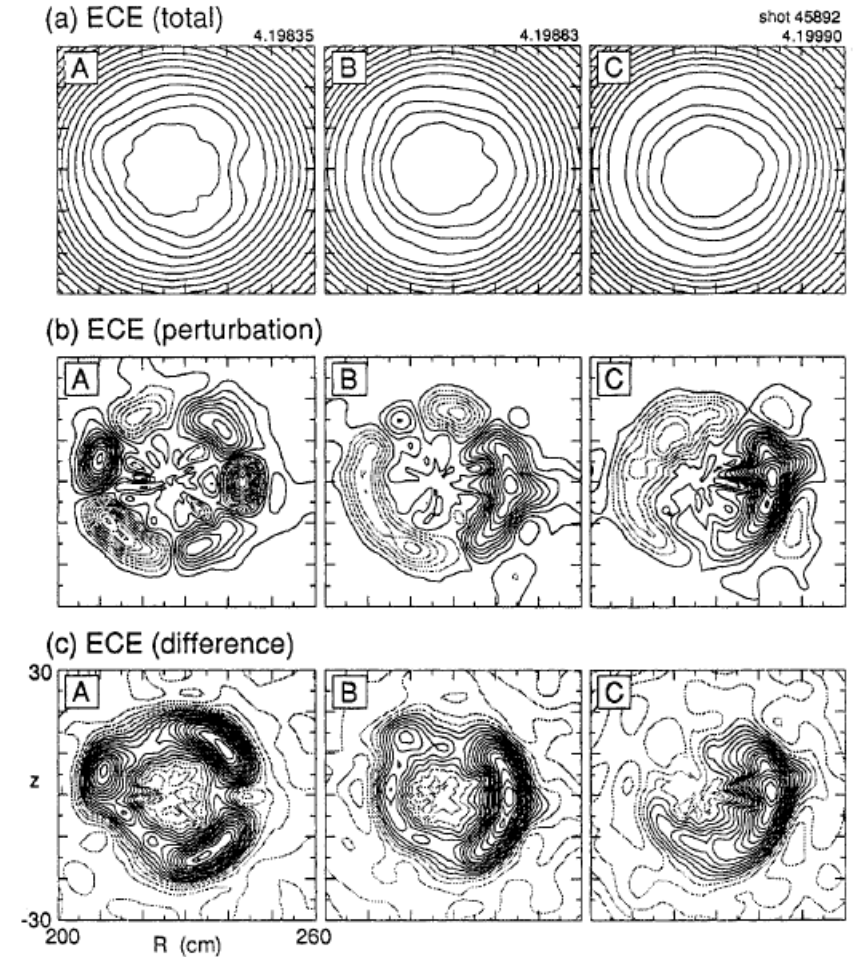 (a) ECE (total)
shot 45892
4.19835
4.19883
4.19990
A
B
C
(b) ECE (perturbation)
A
B
C
(c) ECE (difference)
30
A
B
C
z
-30
200
260
R (cm)